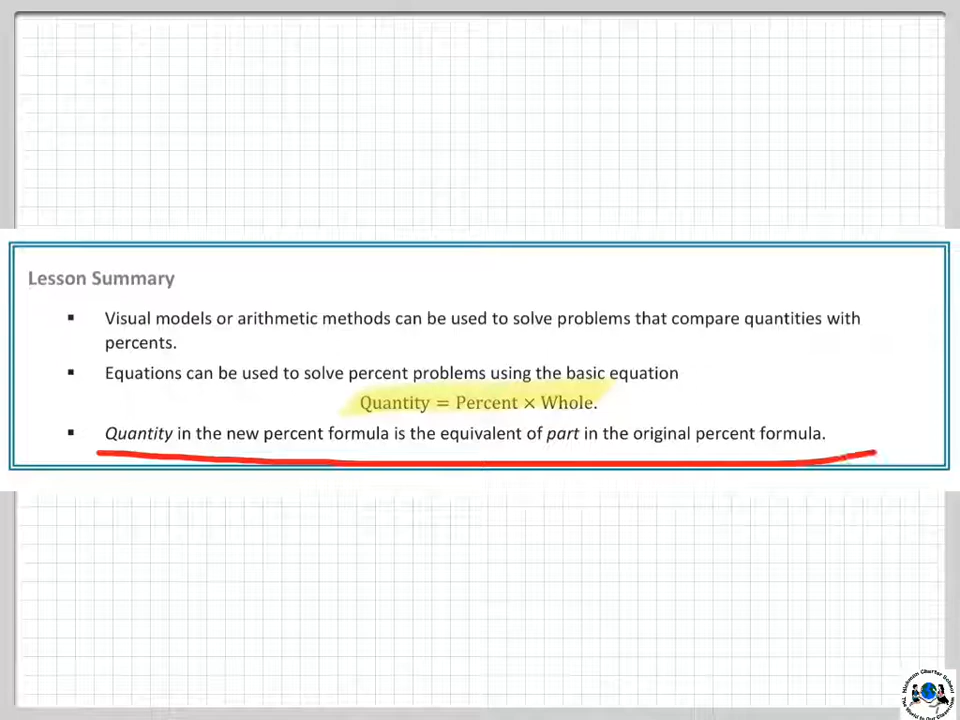 Lesson Summary
▪ Visual models or arithmetic methods can be used to solve problems that compare quantities with
percents.
▪ Equations can be used to solve percent problems using the basic equation
Quantity = Percent × Whole.
▪ Quantity in the new percent formula is the equivalent of part in the original percent formula.